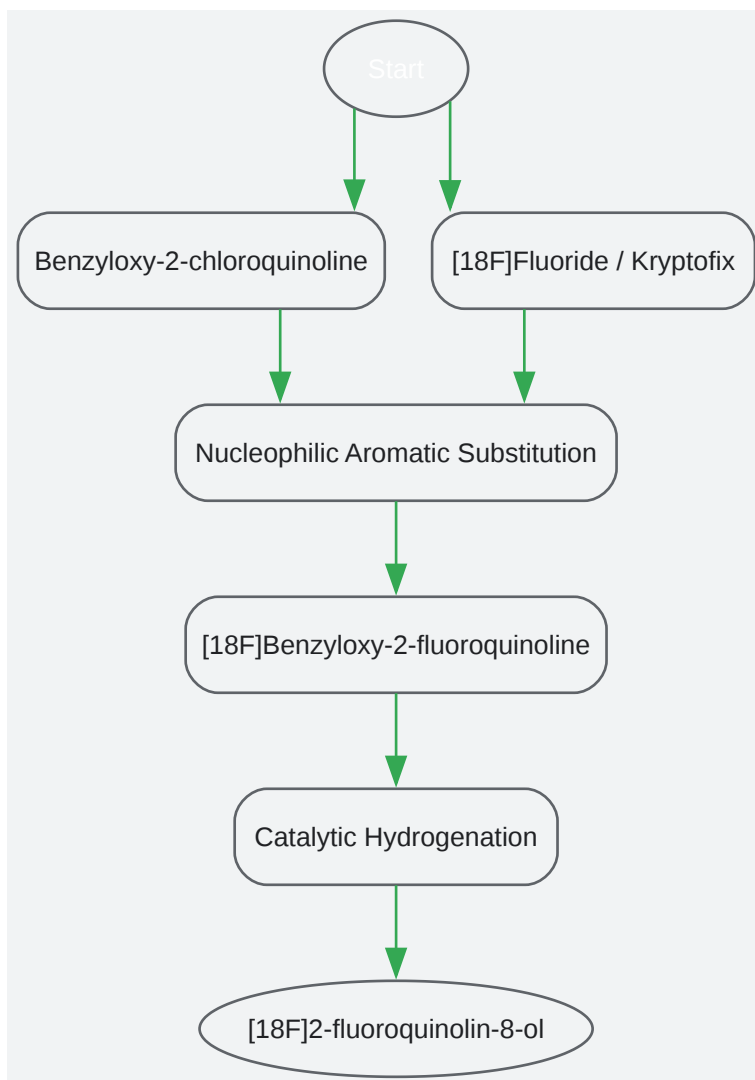 Start
Benzyloxy-2-chloroquinoline
[18F]Fluoride / Kryptofix
Nucleophilic Aromatic Substitution
[18F]Benzyloxy-2-fluoroquinoline
Catalytic Hydrogenation
[18F]2-fluoroquinolin-8-ol